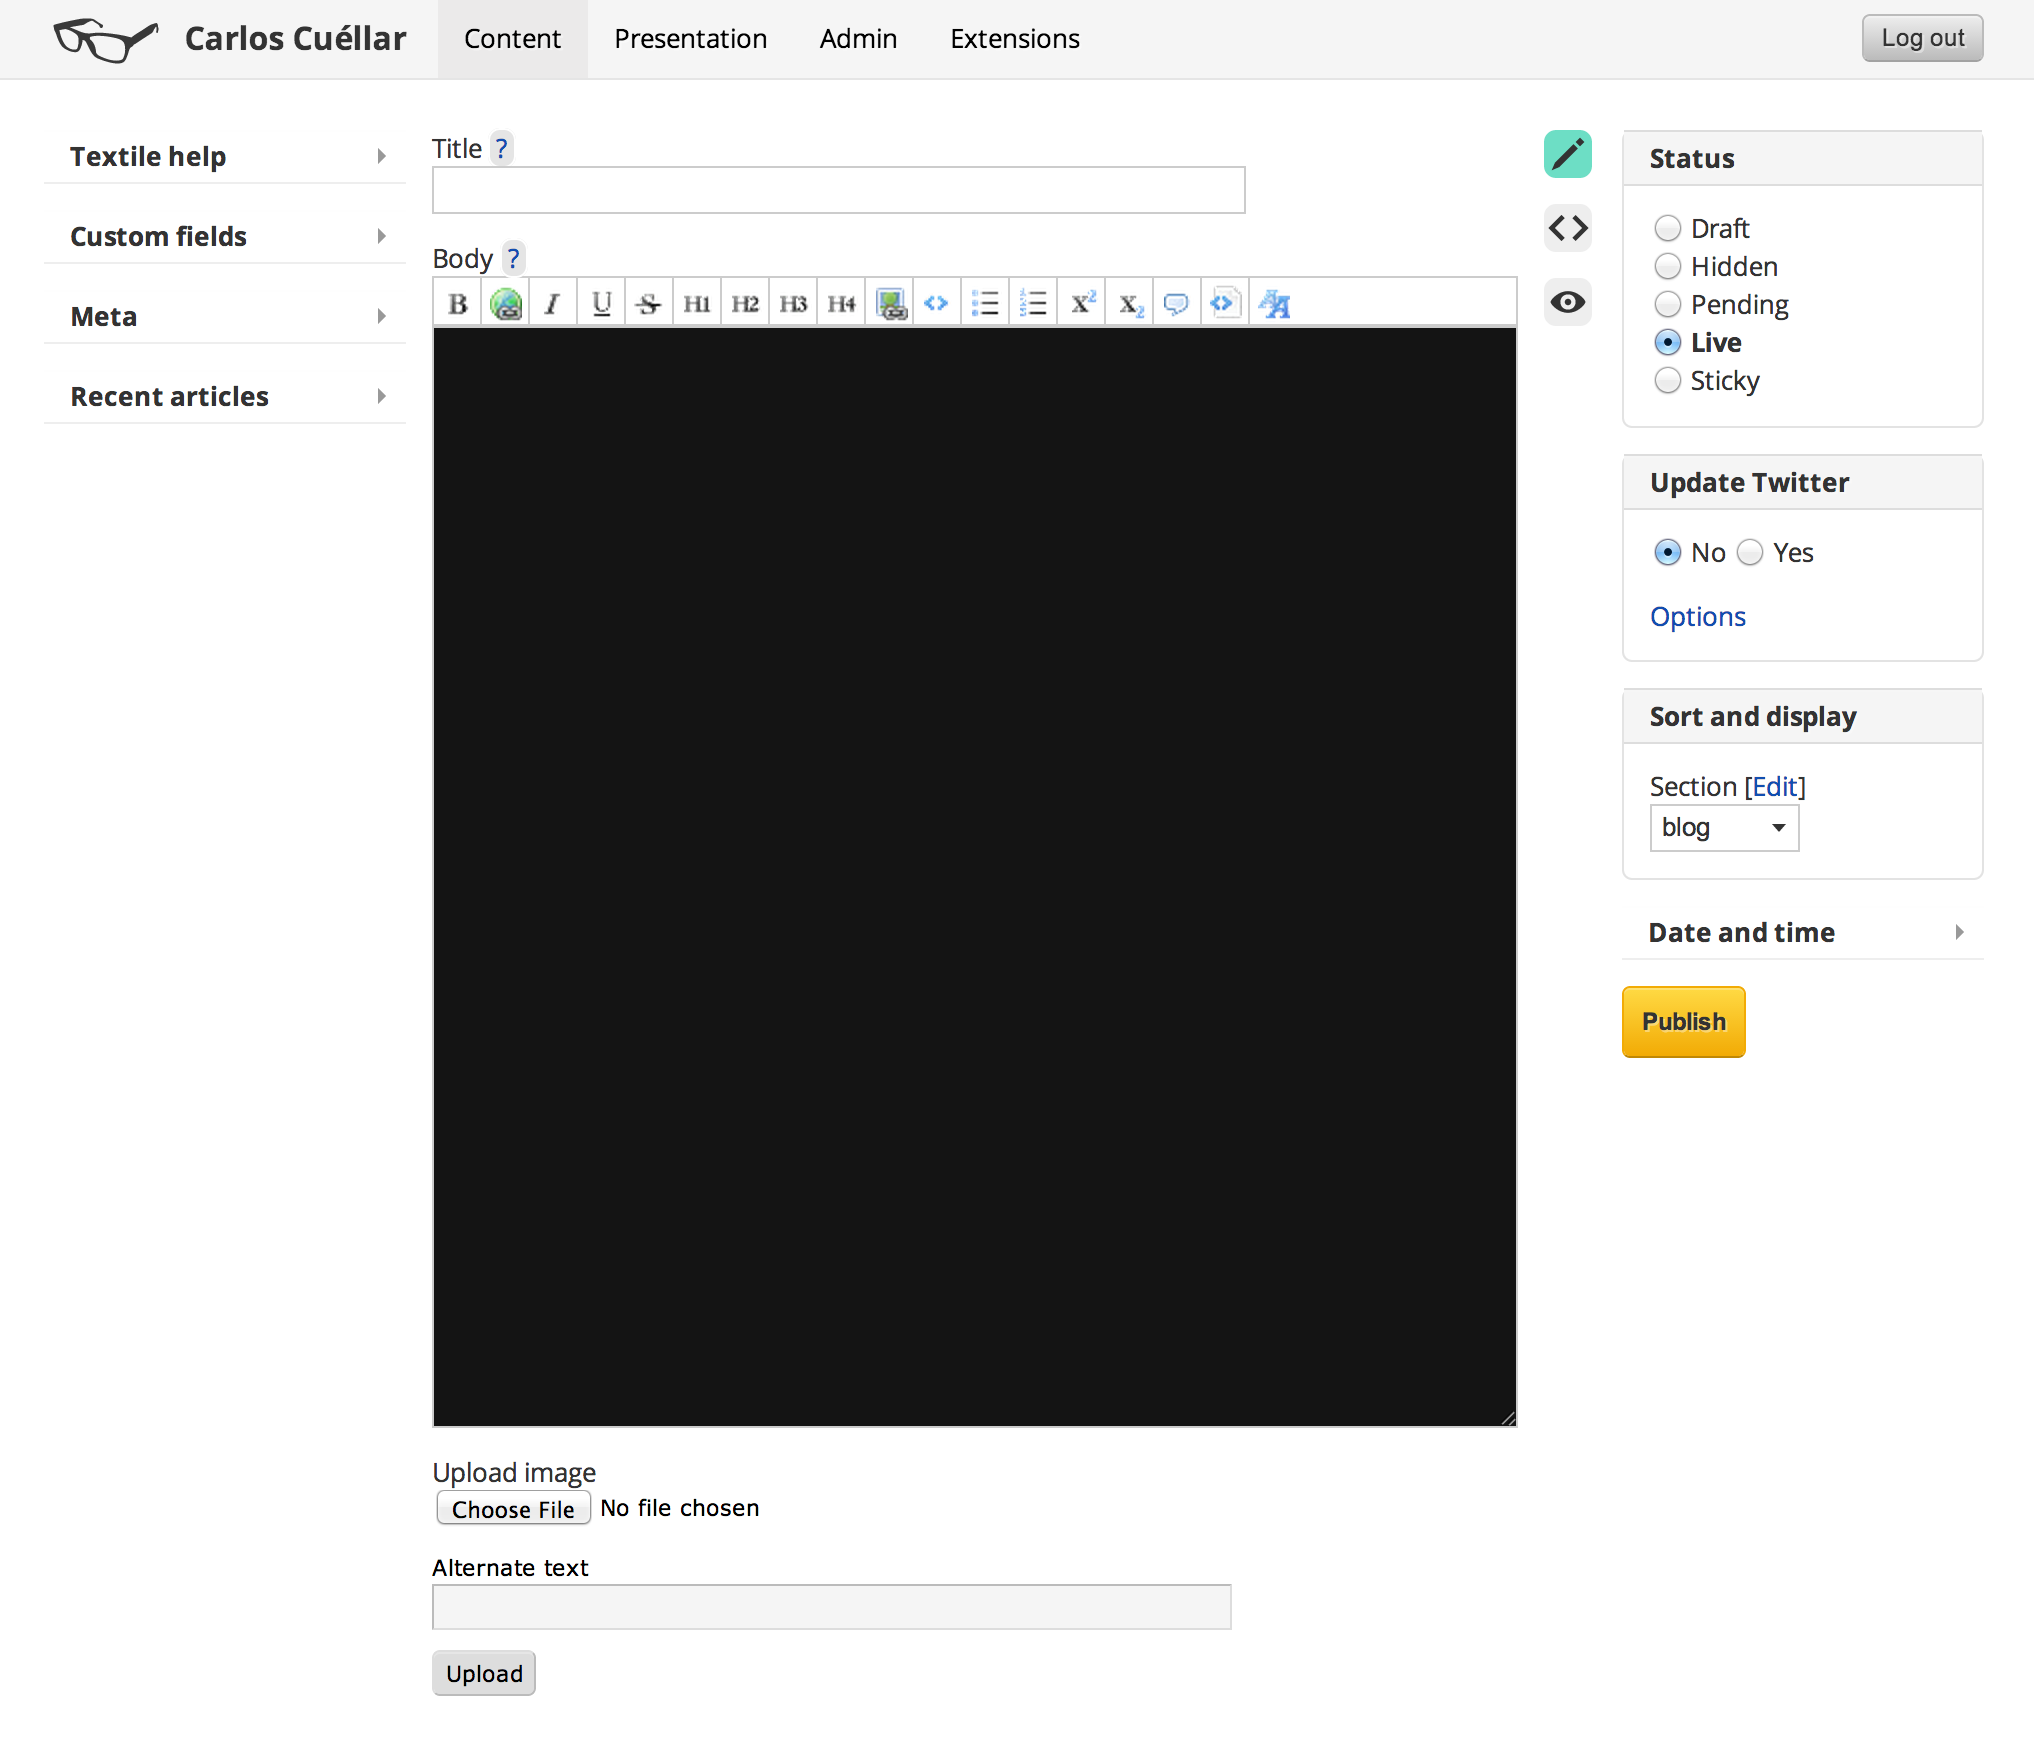 Carlos Cuéllar
Content
Presentation
Admin
Extensions
Log out
Textile help
Custom fields
Meta
Recent articles
Title ?
Body ?
B
I
U
S
H1
H2
H3
H4
X2
X2
Upload image
Choose File No file chosen
Alternate text
Upload
Status
Draft
Hidden
Pending
Live
Sticky
Update Twitter
No Yes
Options
Sort and display
Section [Edit]
blog
Date and time
Publish